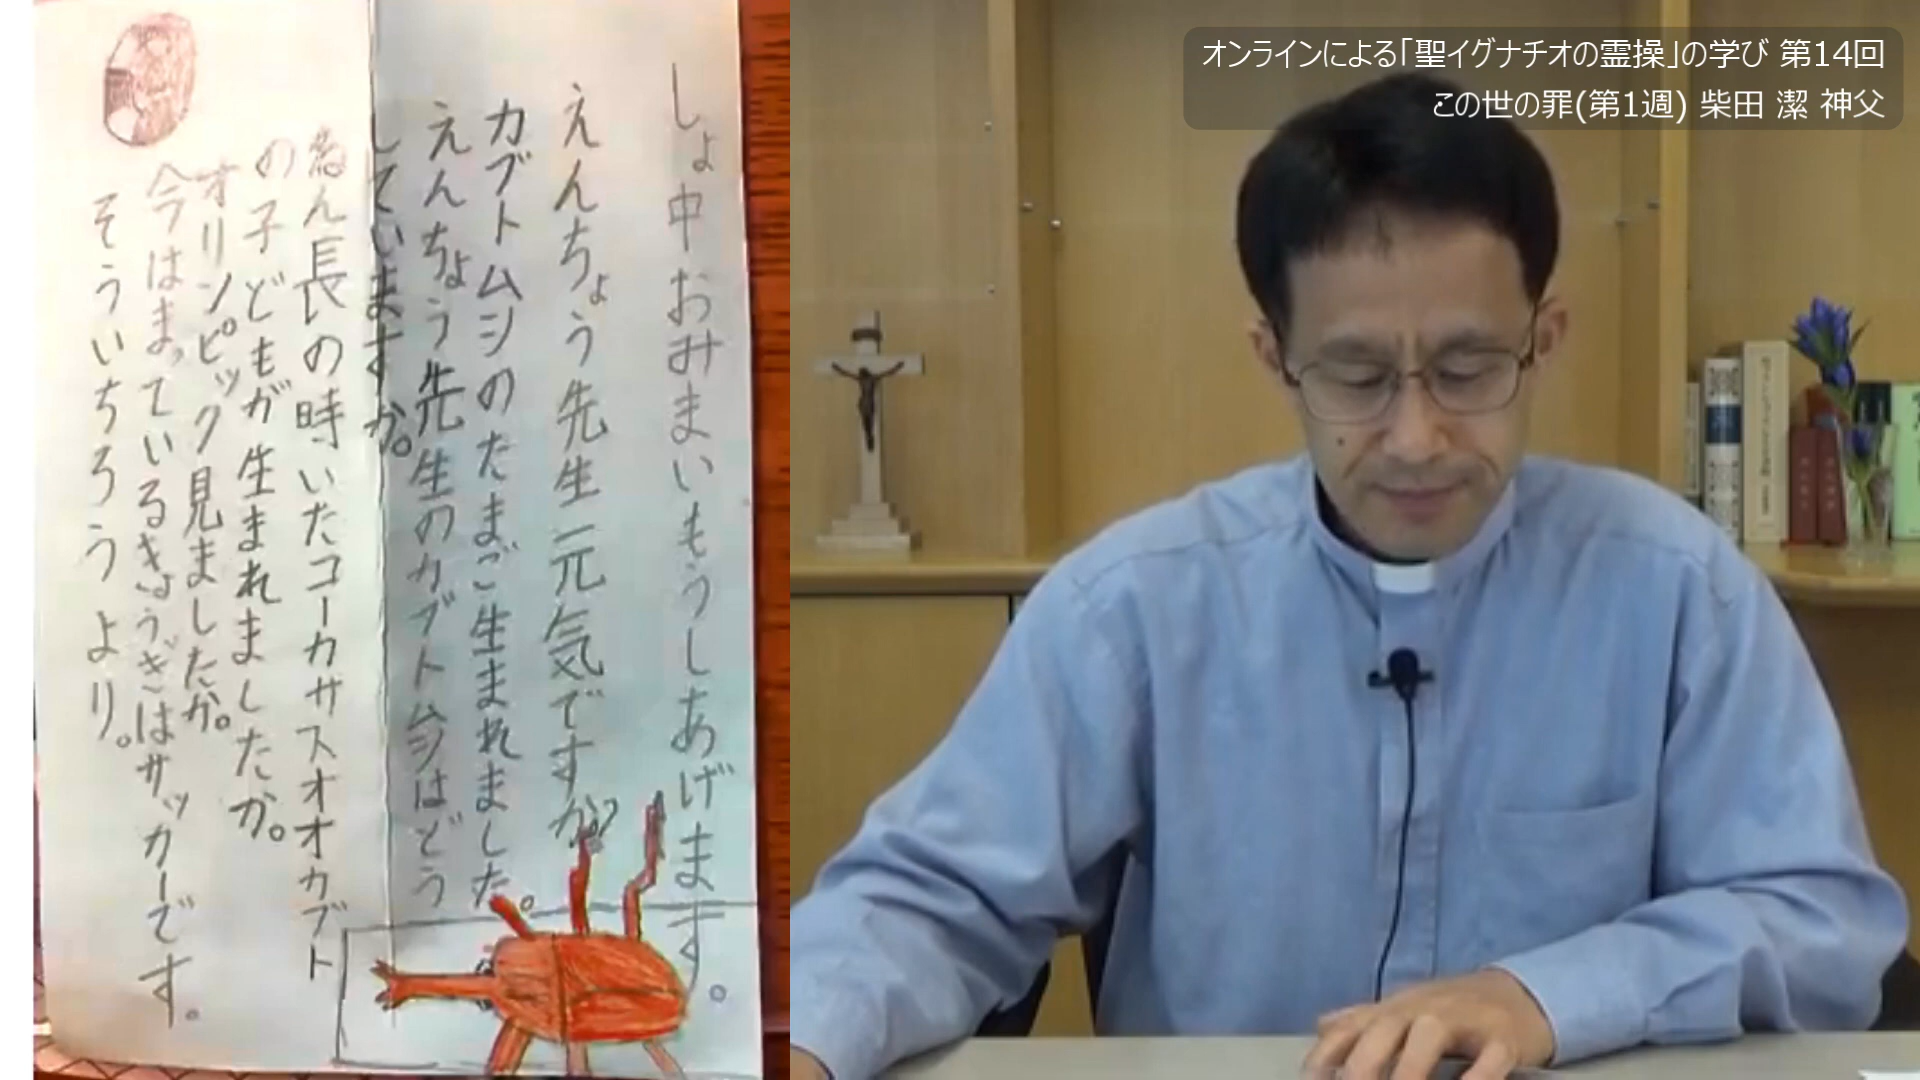 オンラインによる「聖イグナチオの霊操」の学び 第14回
この世の罪(第1週) 柴田 潔 神父
しょ中おみまいもうしあげます。
えんちょう先生元気ですか?
カブトムシのたまご生まれました。
えんちょう先生のカブトムシはどう
していますか。
ん長の時いたコーカサスオオカブト
の子どもが生まれましたか。
オリンピック見ましたか。
今はまっているきょうぎはサッカーです。
そういちろうより。